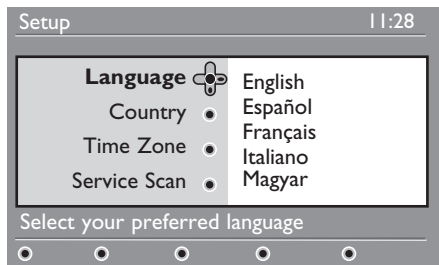 Setup 11:28
Language
Country
Time Zone
Service Scan
English
Español
Français
Italiano
Magyar
Select your preferred language